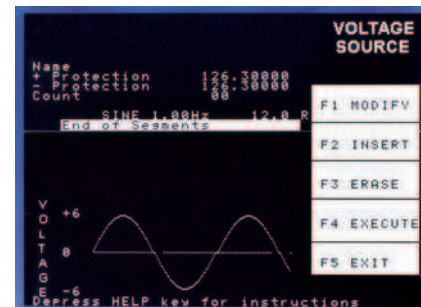 VOLTAGE
SOURCE
Name
+ Protection 126.30000
- Protection 126.30000
Count 00
SINE 1.00Hz 12.0 R
End of Segments
F1 MODIFY
F2 INSERT
F3 ERASE
F4 EXECUTE
F5 EXIT
VOLTAGE
+6
0
-6
Depress HELP key for instructions